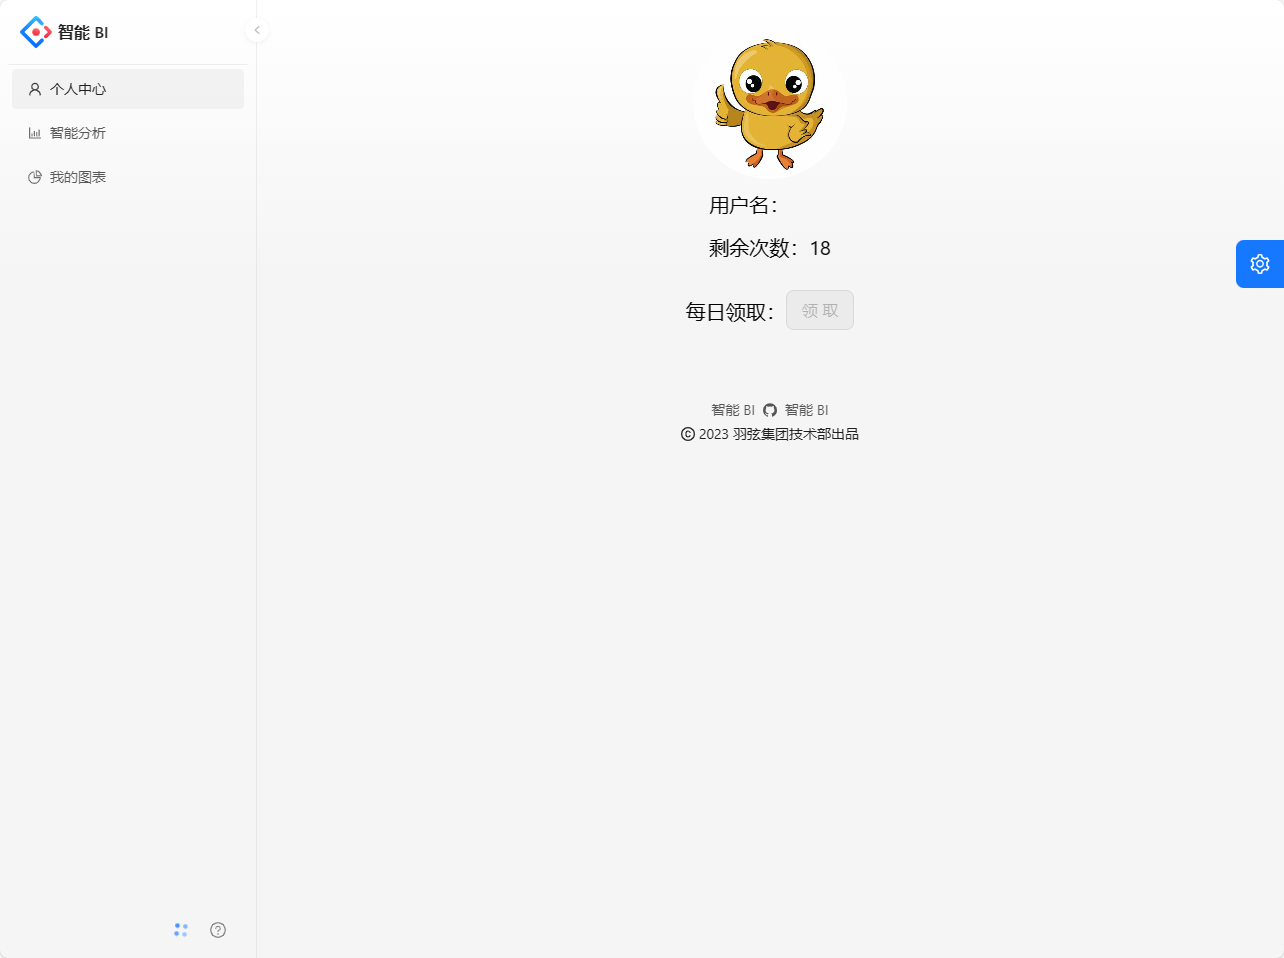 智能 BI
个人中心
智能分析
我的图表
用户名：
剩余次数：18
每日领取：
领 取
智能 BI 智能 BI
© 2023 羽弦集团技术部出品